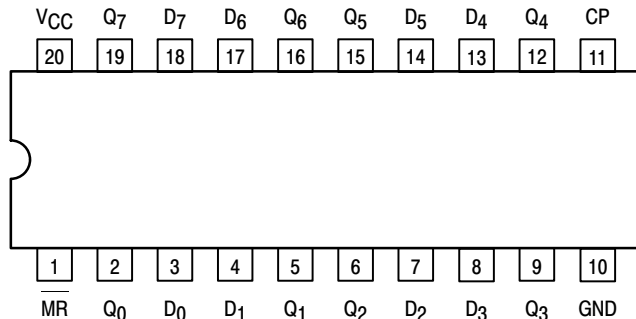 VCC Q7 D7 D6 Q6 Q5 D5 D4 Q4 CP
20 19 18 17 16 15 14 13 12 11
1 2 3 4 5 6 7 8 9 10
M̅R̅ Q0 D0 D1 Q1 Q2 D2 D3 Q3 GND